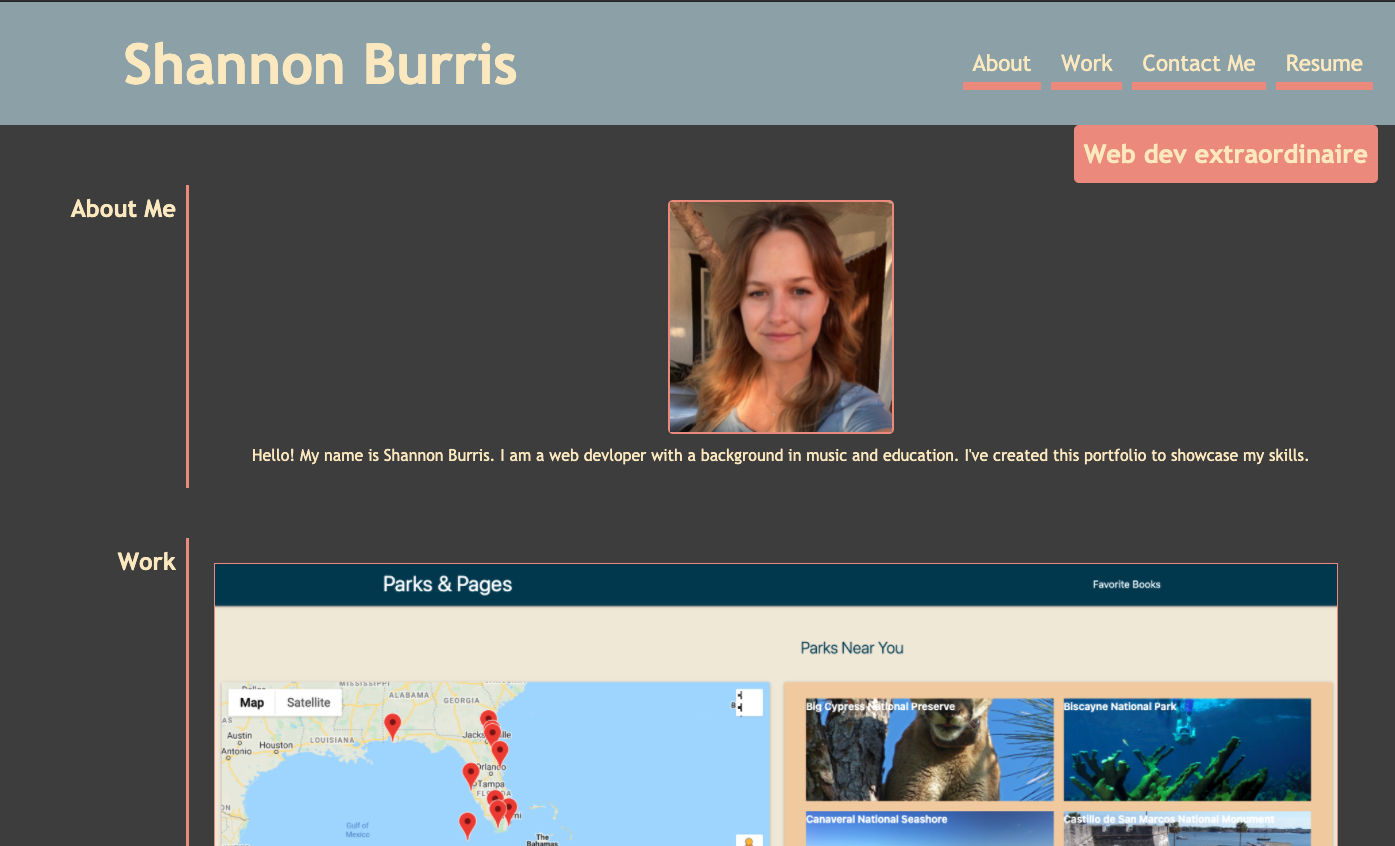 Shannon Burris
About Work Contact Me Resume
Web dev extraordinaire
About Me
Hello! My name is Shannon Burris. I am a web devloper with a background in music and education. I've created this portfolio to showcase my skills.
Work
Parks & Pages
Favorite Books
Parks Near You
Map Satellite
MISSISSIPPI
ALABAMA
GEORGIA
Austin
Antonio
Houston
LOUISIANA
Orlando
Tampa
Gulf of
Mexico
The
Bahamas
Big Cypress National Preserve
Biscayne National Park
Canaveral National Seashore
Castillo de San Marcos National Monument